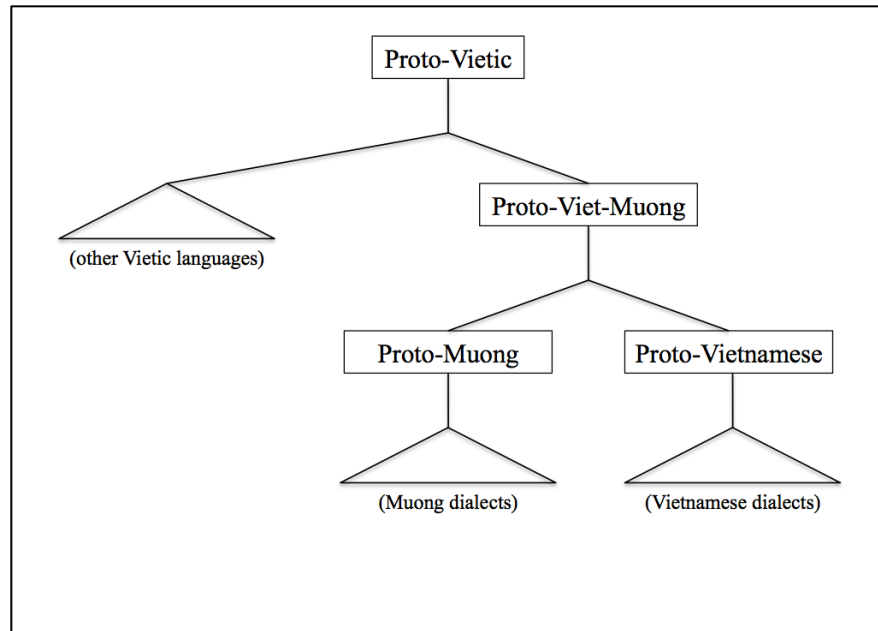 Proto-Vietic
Proto-Viet-Muong
(other Vietic languages)
Proto-Muong
Proto-Vietnamese
(Muong dialects)
(Vietnamese dialects)